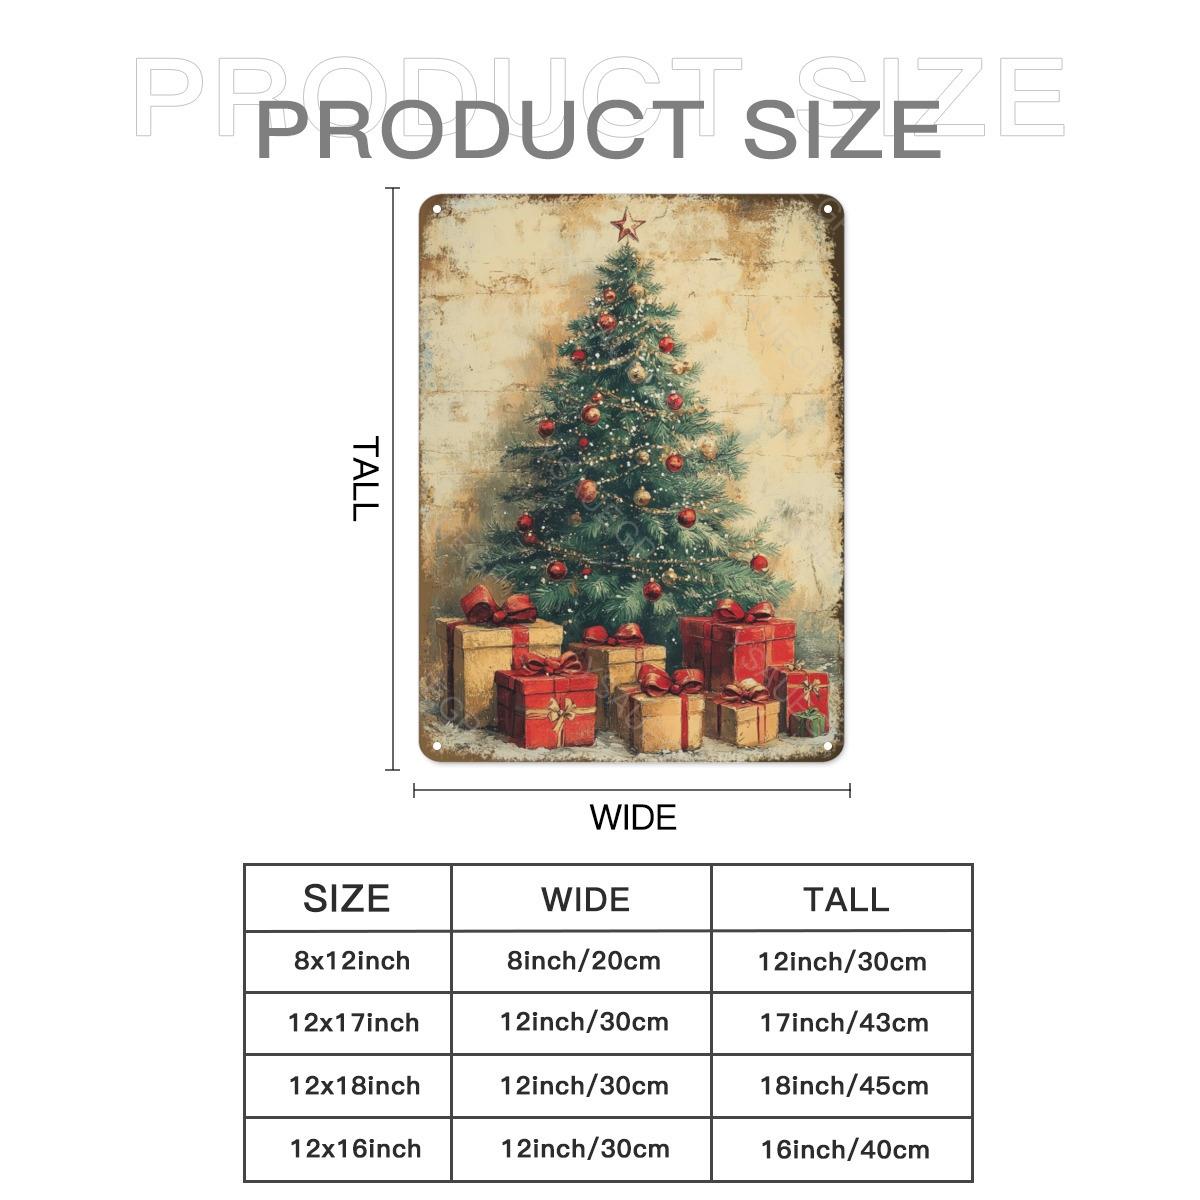 PRODUCT SIZE
PRODUCT SIZE
TALL
WIDE
SIZE WIDE TALL
8x12inch 8inch/20cm 12inch/30cm
12x17inch 12inch/30cm 17inch/43cm
12x18inch 12inch/30cm 18inch/45cm
12x16inch 12inch/30cm 16inch/40cm